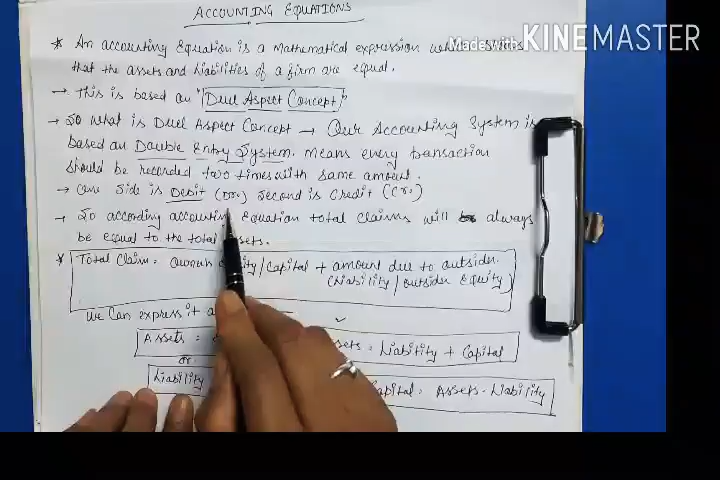 ACCOUNTING EQUATIONS
Made with KINEMASTER
* An accounting Equation is a Mathematical expression which
that the assets and liabilities of a firm are equal.
→ This is based on "Duel Aspect Concept"
→ So what is Duel Aspect Concept → Our Accounting System is
based on Double Entry System. Means every transaction
should be recorded two times with same amount.
→ One side is Debit (Dr.) second is Credit (Cr.)
→ So according accounting Equation total claims will always
be equal to the total
* Total Claim = /Capital + amount due to outsider.
(Liability/outsider Equity)
We Can express it
Assets = = Liability + Capital
or
Liability = Assets - Liability